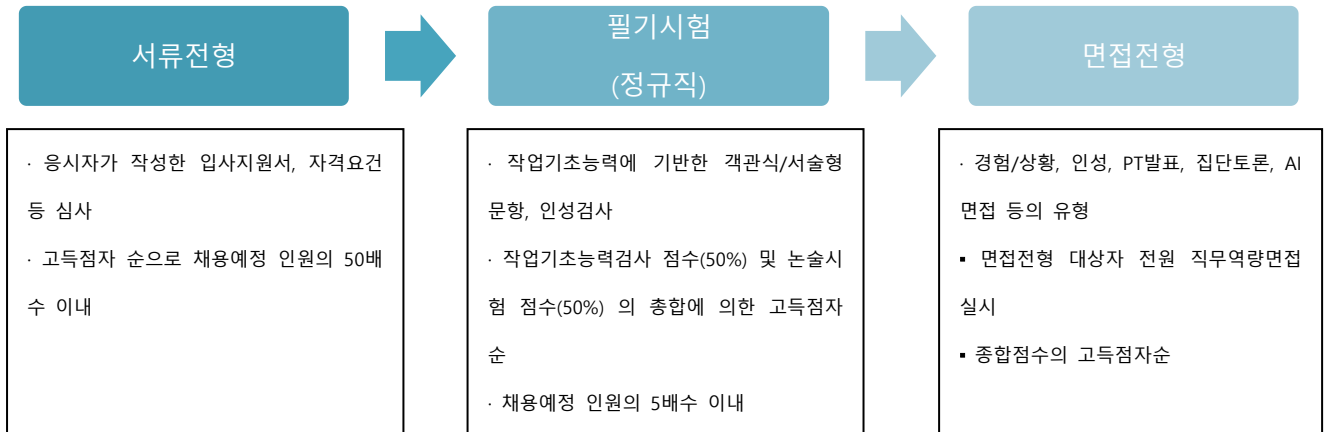 서류전형
필기시험
(정규직)
면접전형
· 응시자가 작성한 입사지원서, 자격요건
등 심사
· 고득점자 순으로 채용예정 인원의 50배
수 이내
· 작업기초능력에 기반한 객관식/서술형
문항, 인성검사
· 작업기초능력검사 점수(50%) 및 논술시
험 점수(50%) 의 총합에 의한 고득점자
순
· 채용예정 인원의 5배수 이내
· 경험/상황, 인성, PT발표, 집단토론, AI
면접 등의 유형
▪ 면접전형 대상자 전원 직무역량면접
실시
▪ 종합점수의 고득점자순